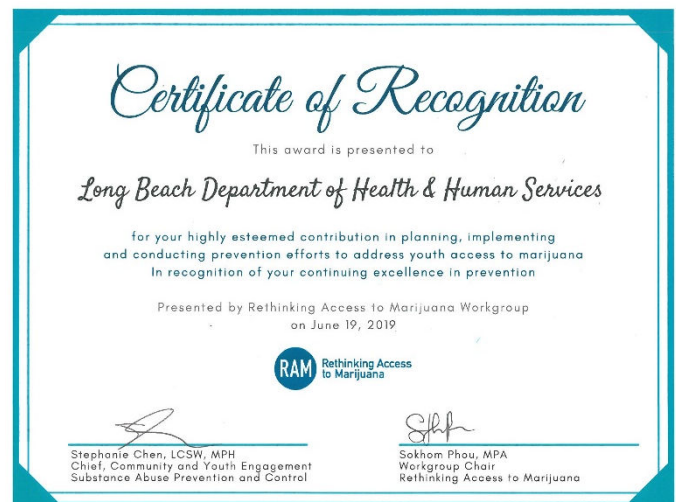 Certificate of Recognition
This award is presented to
Long Beach Department of Health & Human Services
for your highly esteemed contribution in planning, implementing
and conducting prevention efforts to address youth access to marijuana
In recognition of your continuing excellence in prevention
Presented by Rethinking Access to Marijuana Workgroup
on June 19, 2019
RAM Rethinking Access
to Marijuana
Stephanie Chen, LCSW, MPH
Chief, Community and Youth Engagement
Substance Abuse Prevention and Control
Sokhom Phou, MPA
Workgroup Chair
Rethinking Access to Marijuana